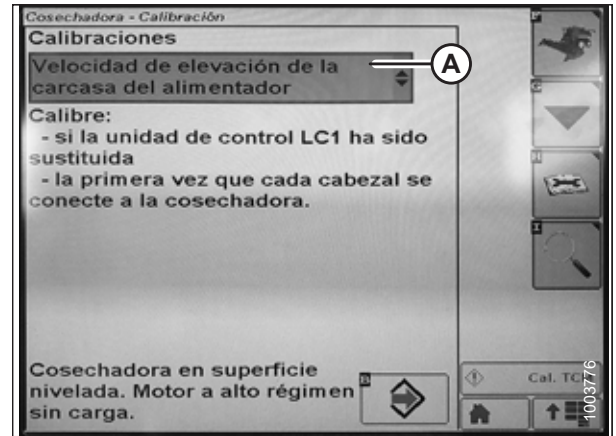 Cosechadora - Calibración
Calibraciones
Velocidad de elevación de la
carcasa del alimentador
A
Calibre:
- si la unidad de control LC1 ha sido
sustituida
- la primera vez que cada cabezal se
conecte a la cosechadora.
Cosechadora en superficie
nivelada. Motor a alto régimen
sin carga.
B
F
G
Cal.
1003776